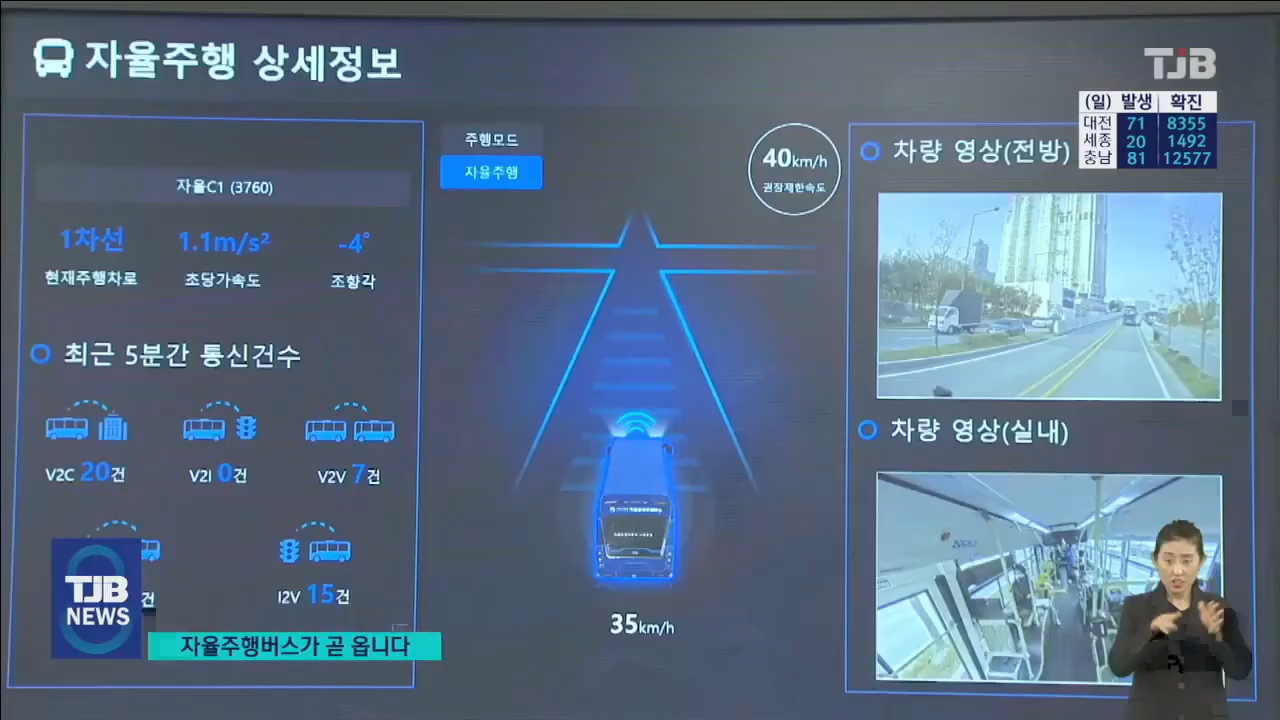 자율주행 상세정보
TJB
(일) 발생 확진
대전 71 8355
세종 20 1492
충남 81 12577
자율C1 (3760)
1차선 1.1m/s² -4°
현재주행차로 초당가속도 조향각
최근 5분간 통신건수
V2C 20건 V2I 0건 V2V 7건
건 I2V 15건
주행모드
자율주행
40km/h
권장제한속도
35km/h
차량 영상(전방)
차량 영상(실내)
TJB
NEWS
자율주행버스가 곧 옵니다